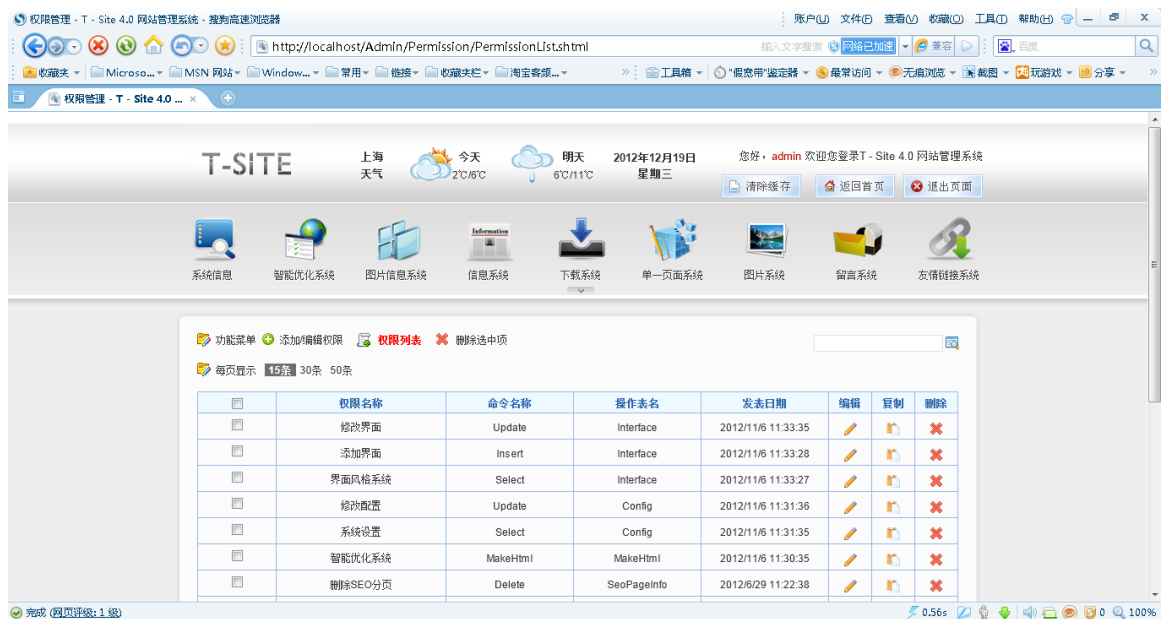 权限管理 - T - Site 4.0 网站管理系统 - 搜狗高速浏览器
账户(U) 文件(F) 查看(V) 收藏(O) 工具(T) 帮助(H)
http://localhost/Admin/Permission/PermissionList.shtml 输入文字搜索 网络已加速 兼容 百度
收藏夹 Microso... MSN 网站 Window... 常用 链接 收藏夹栏 淘宝客频... » 工具箱 "假宽带"鉴定器 最常访问 无痕浏览 截图 玩游戏 分享 »
权限管理 - T - Site 4.0 ... ×
T-SITE
上海 天气
今天 2℃/6℃
明天 6℃/11℃
2012年12月19日 星期三
您好，admin 欢迎您登录T - Site 4.0 网站管理系统
清除缓存 返回首页 退出页面
Information
系统信息 智能优化系统 图片信息系统 信息系统 下载系统 单一页面系统 图片系统 留言系统 友情链接系统
功能菜单 添加/编辑权限 权限列表 删除选中项
每页显示 15条 30条 50条
权限名称 命令名称 操作表名 发表日期 编辑 复制 删除
修改界面 Update Interface 2012/11/6 11:33:35
添加界面 Insert Interface 2012/11/6 11:33:28
界面风格系统 Select Interface 2012/11/6 11:33:27
修改配置 Update Config 2012/11/6 11:31:36
系统设置 Select Config 2012/11/6 11:31:35
智能优化系统 MakeHtml MakeHtml 2012/11/6 11:30:35
删除SEO分页 Delete SeoPageInfo 2012/6/29 11:22:38
完成 (网页评级: 1 级) 0.56s 0 100%